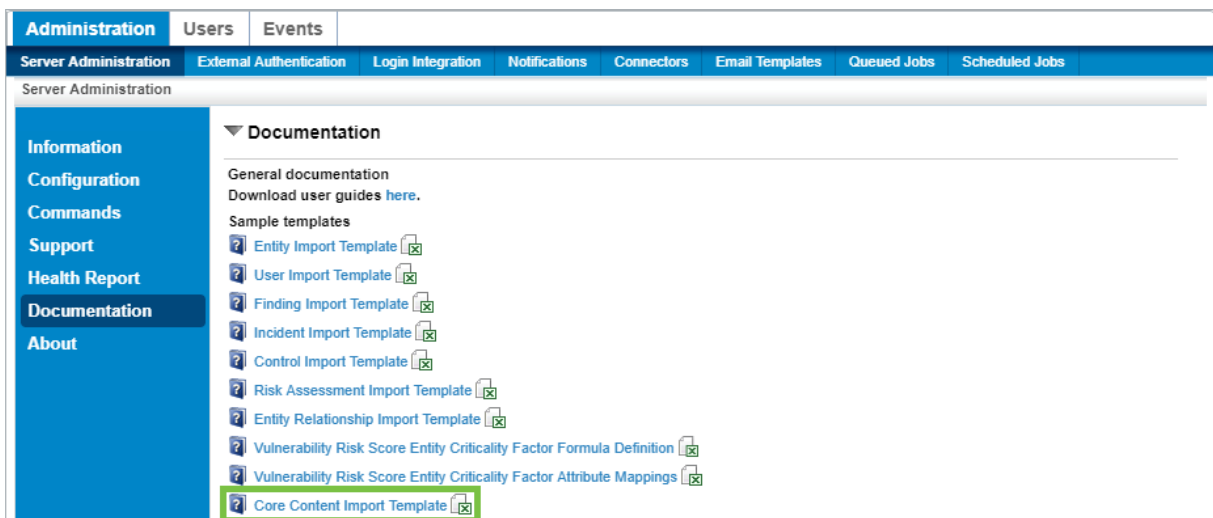 Administration Users Events
Server Administration External Authentication Login Integration Notifications Connectors Email Templates Queued Jobs Scheduled Jobs
Server Administration
Information
Configuration
Commands
Support
Health Report
Documentation
About
Documentation
General documentation
Download user guides here.
Sample templates
Entity Import Template
User Import Template
Finding Import Template
Incident Import Template
Control Import Template
Risk Assessment Import Template
Entity Relationship Import Template
Vulnerability Risk Score Entity Criticality Factor Formula Definition
Vulnerability Risk Score Entity Criticality Factor Attribute Mappings
Core Content Import Template